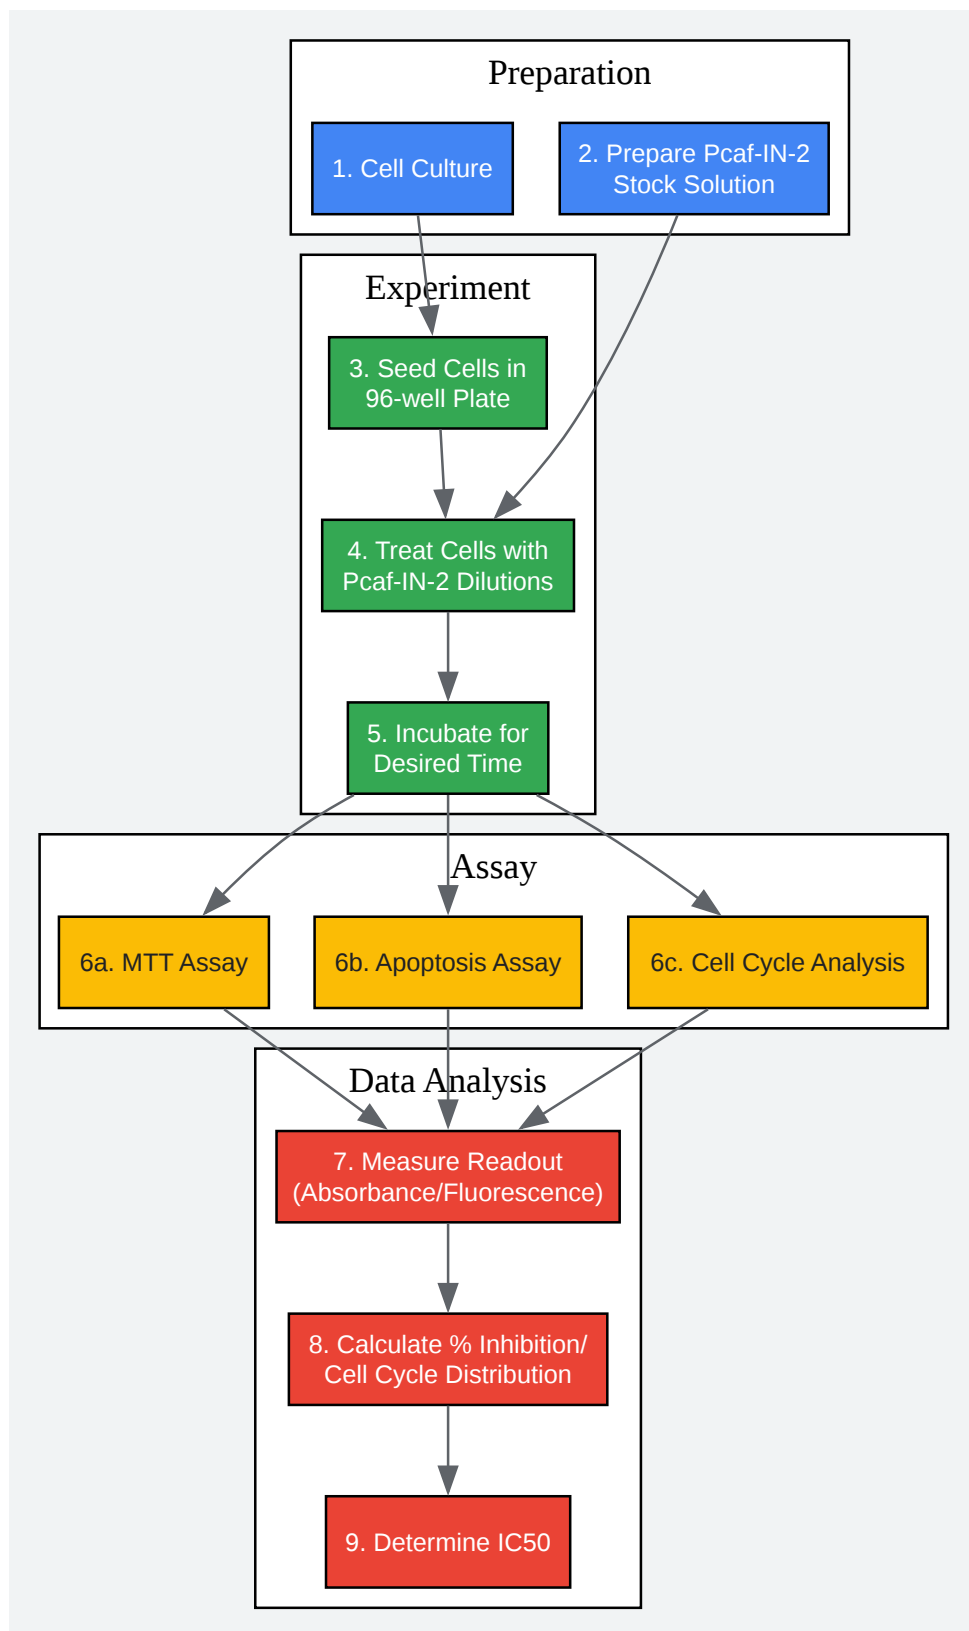 Preparation
1. Cell Culture
2. Prepare Pcaf-IN-2
Stock Solution
Experiment
3. Seed Cells in
96-well Plate
4. Treat Cells with
Pcaf-IN-2 Dilutions
5. Incubate for
Desired Time
Assay
6a. MTT Assay
6b. Apoptosis Assay
6c. Cell Cycle Analysis
Data Analysis
7. Measure Readout
(Absorbance/Fluorescence)
8. Calculate % Inhibition/
Cell Cycle Distribution
9. Determine IC50